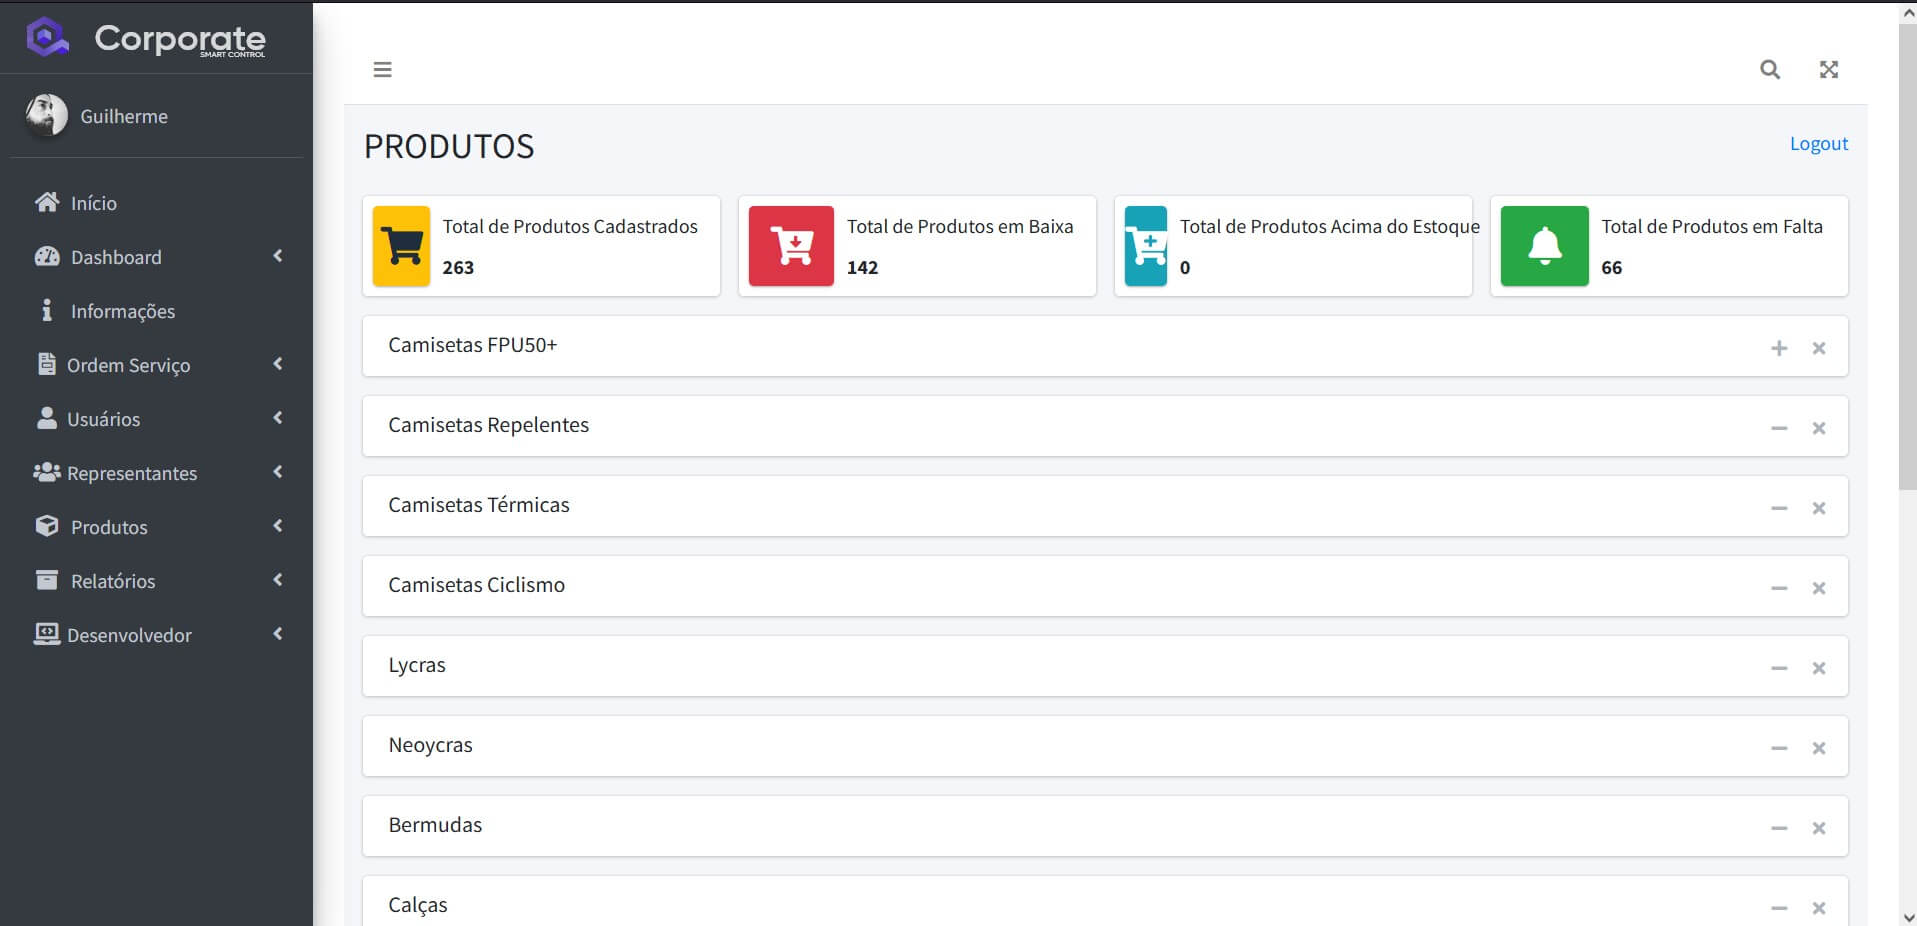 Corporate
SMART CONTROL
Guilherme
Início
Dashboard
Informações
Ordem Serviço
Usuários
Representantes
Produtos
Relatórios
Desenvolvedor
PRODUTOS
Logout
Total de Produtos Cadastrados
263
Total de Produtos em Baixa
142
Total de Produtos Acima do Estoque
0
Total de Produtos em Falta
66
Camisetas FPU50+
Camisetas Repelentes
Camisetas Térmicas
Camisetas Ciclismo
Lycras
Neoycras
Bermudas
Calças